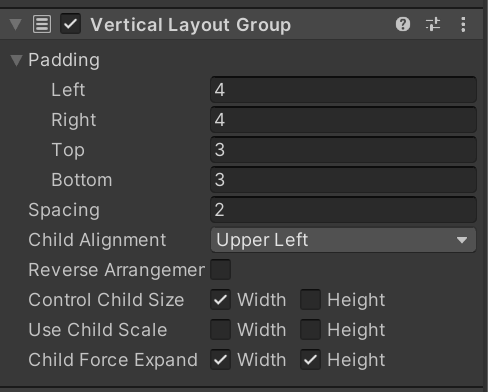 Vertical Layout Group
Padding
Left 4
Right 4
Top 3
Bottom 3
Spacing 2
Child Alignment Upper Left
Reverse Arrangemer
Control Child Size Width Height
Use Child Scale Width Height
Child Force Expand Width Height